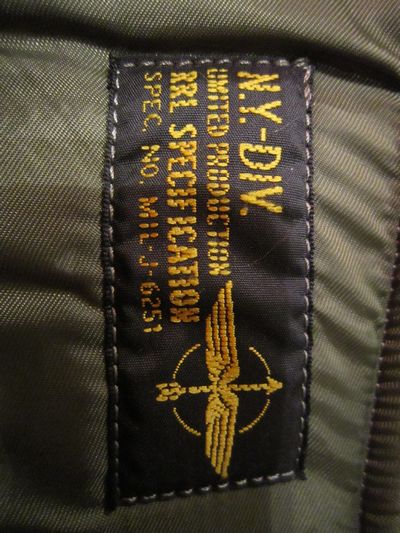 N.Y.-DIV.
LIMITED PRODUCTION
RRL SPECIFICATION
SPEC. NO. MIL-J-6251